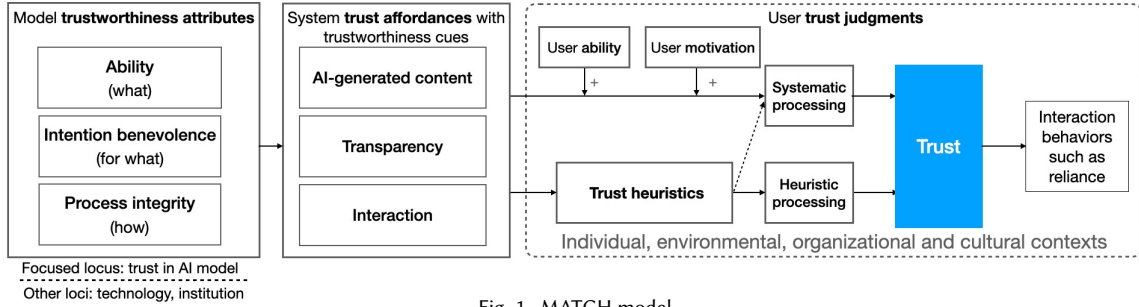 Model trustworthiness attributes
Ability
(what)
Intention benevolence
(for what)
Process integrity
(how)
Focused locus: trust in AI model
Other loci: technology, institution
System trust affordances with
trustworthiness cues
AI-generated content
Transparency
Interaction
User trust judgments
User ability
User motivation
+
+
Systematic
processing
Trust heuristics
Heuristic
processing
Trust
Interaction
behaviors
such as
reliance
Individual, environmental, organizational and cultural contexts
Fig. 1. MATCH model